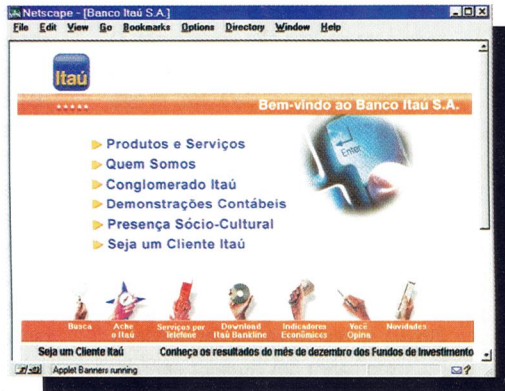 Netscape - [Banco Itaú S.A.]
File Edit View Go Bookmarks Options Directory Window Help
Itaú
Bem-vindo ao Banco Itaú S.A.
Produtos e Serviços
Quem Somos
Enter
Conglomerado Itaú
Demonstrações Contábeis
Presença Sócio-Cultural
Seja um Cliente Itaú
Busca Ache o Itaú Serviços por Telefone Download Itaú Bankline Indicadores Econômicos Você Opina Novidades
Seja um Cliente Itaú Conheça os resultados do mês de dezembro dos Fundos de Investimento
Applet Banners running